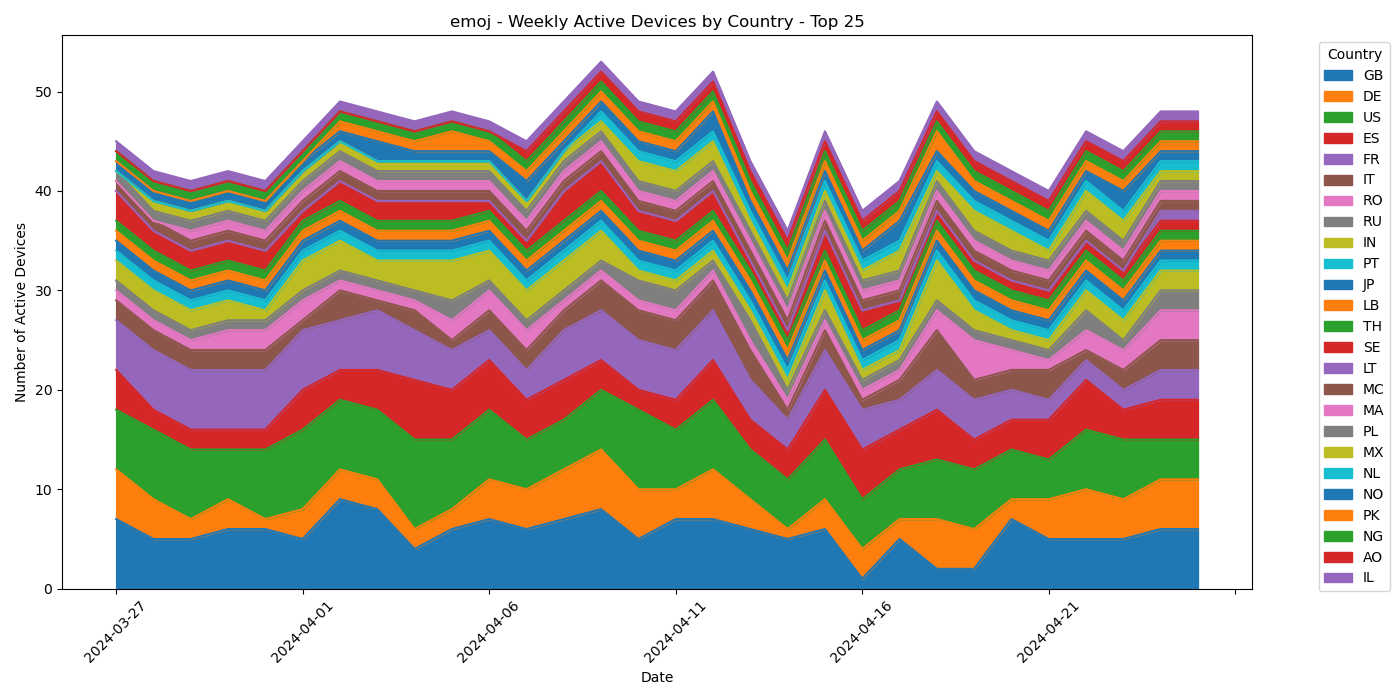 emoj - Weekly Active Devices by Country - Top 25
Number of Active Devices
50
40
30
20
10
0
2024-03-27
2024-04-01
2024-04-06
2024-04-11
2024-04-16
2024-04-21
Date
Country
GB
DE
US
ES
FR
IT
RO
RU
IN
PT
JP
LB
TH
SE
LT
MC
MA
PL
MX
NL
NO
PK
NG
AO
IL